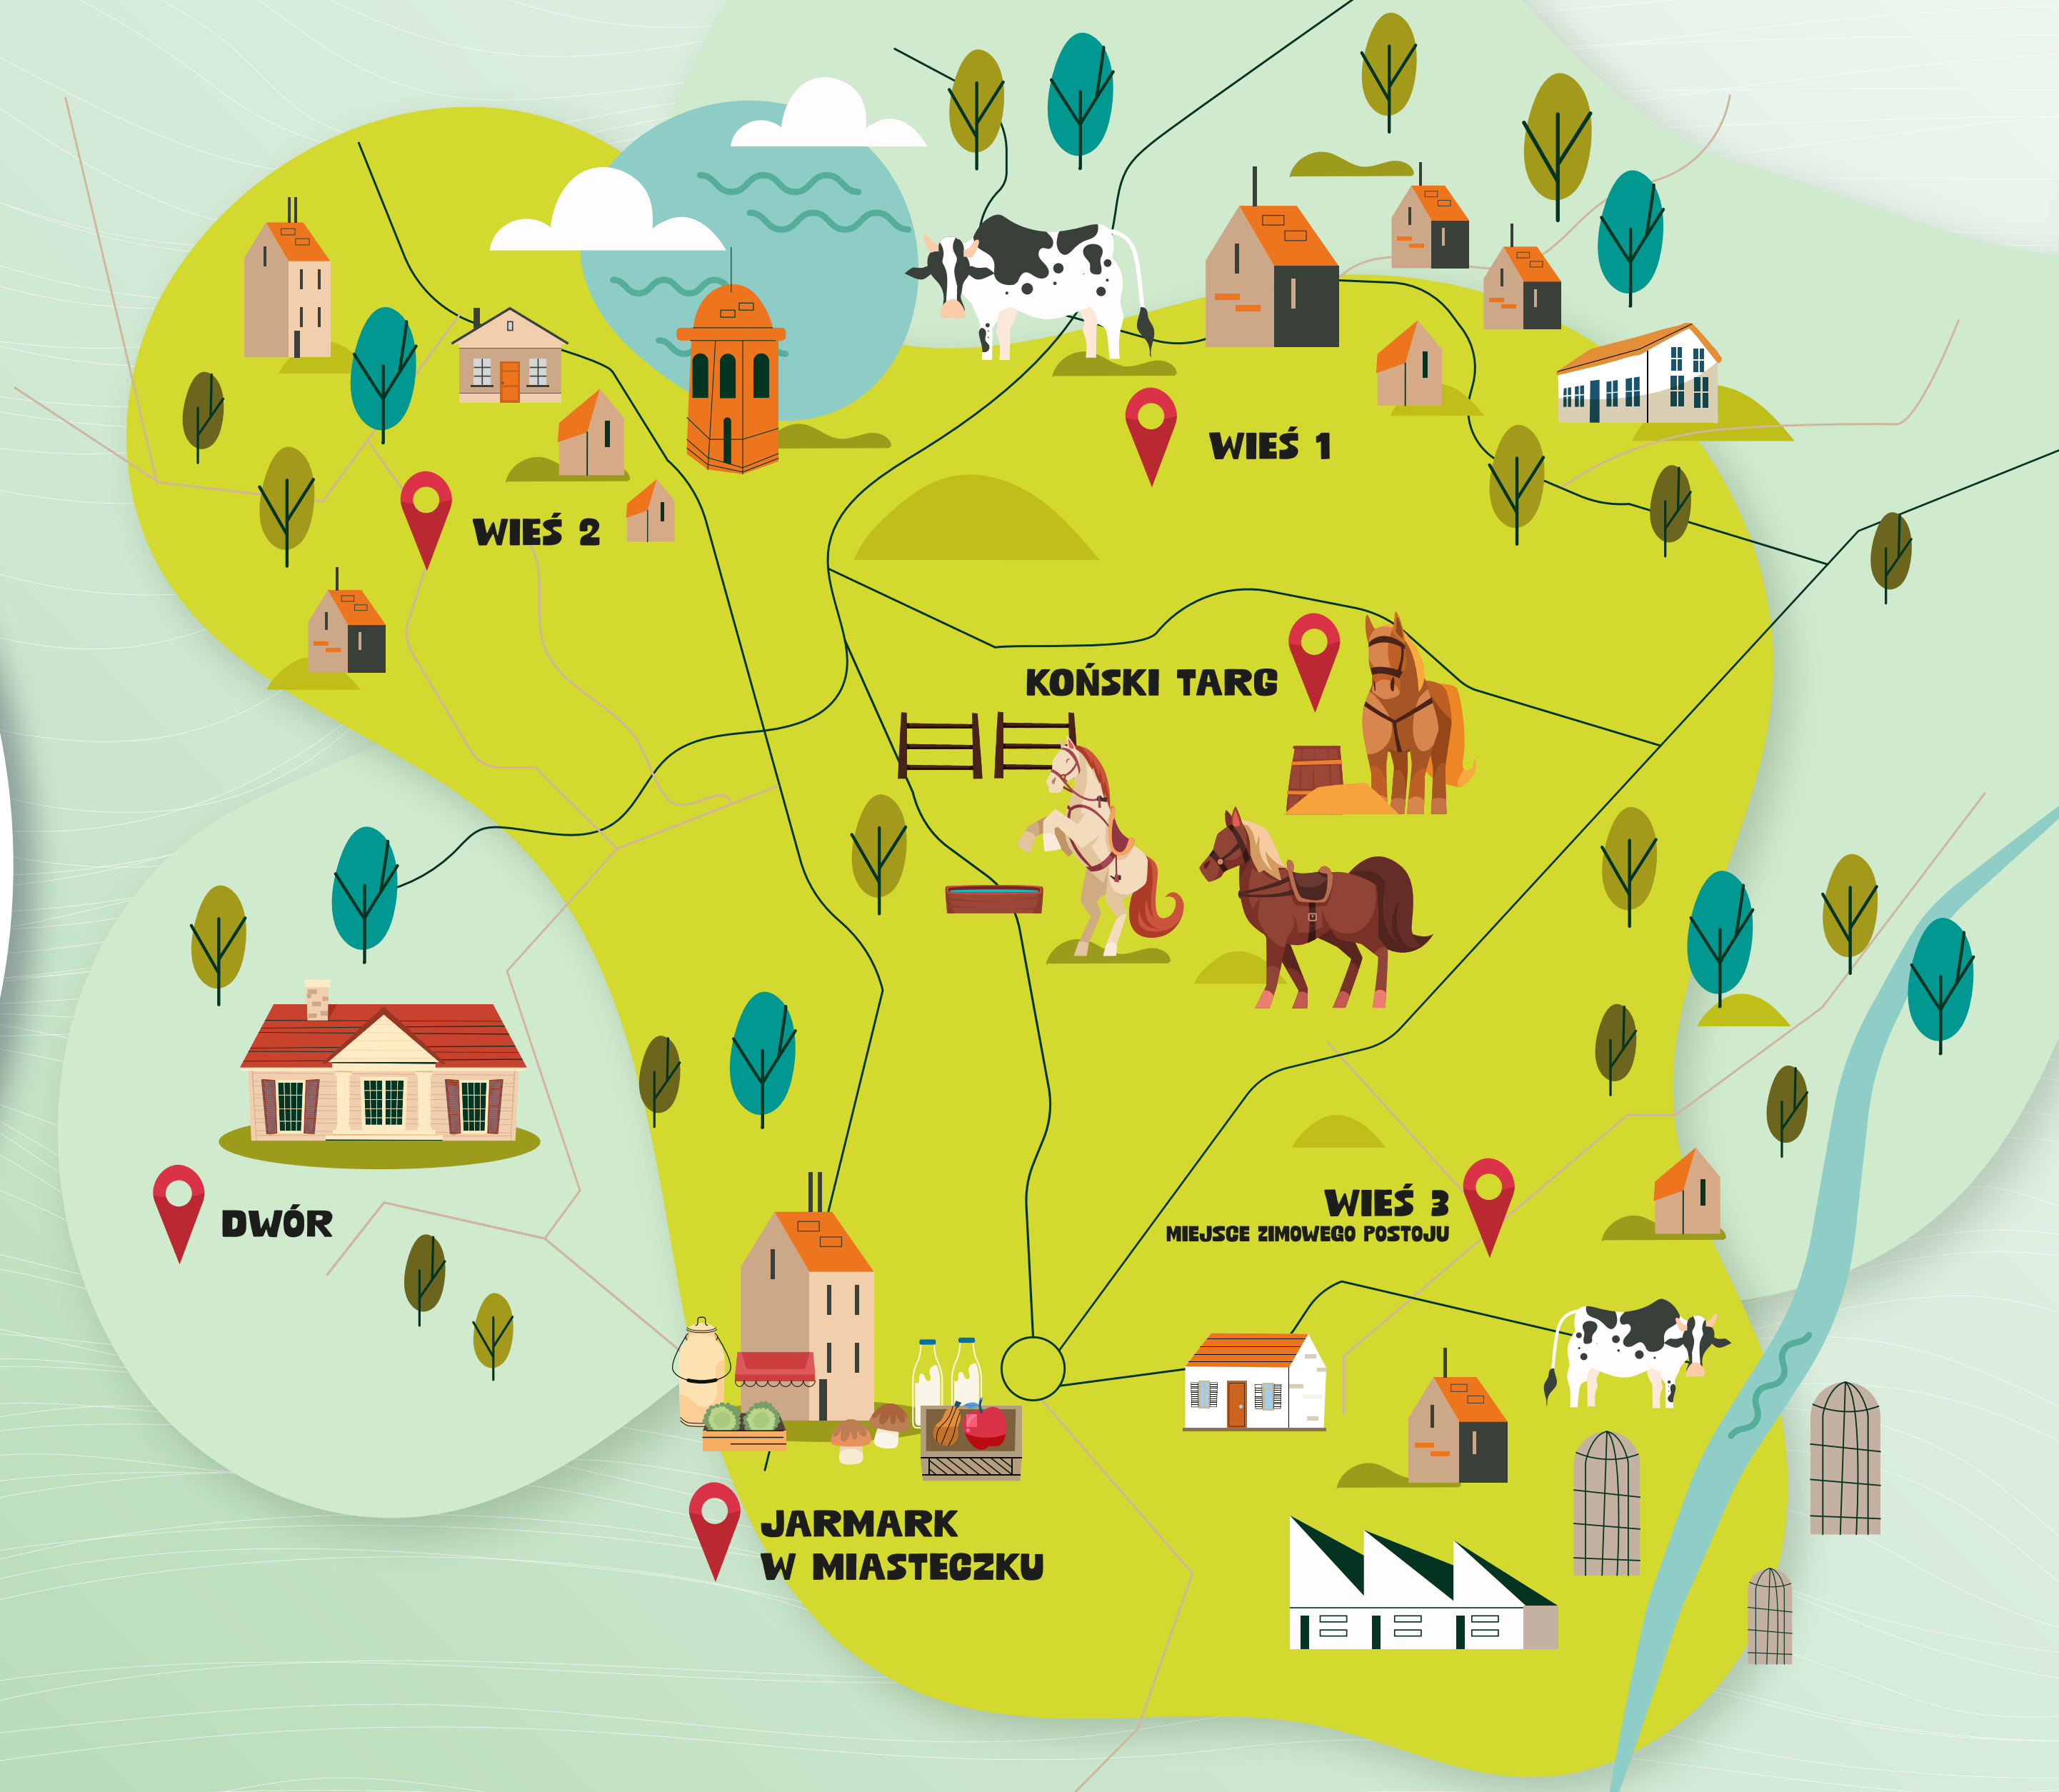 WIEŚ 1
WIEŚ 2
KOŃSKI TARG
WIEŚ 3
MIEJSCE ZIMOWEGO POSTOJU
DWÓR
JARMARK
W MIASTECZKU